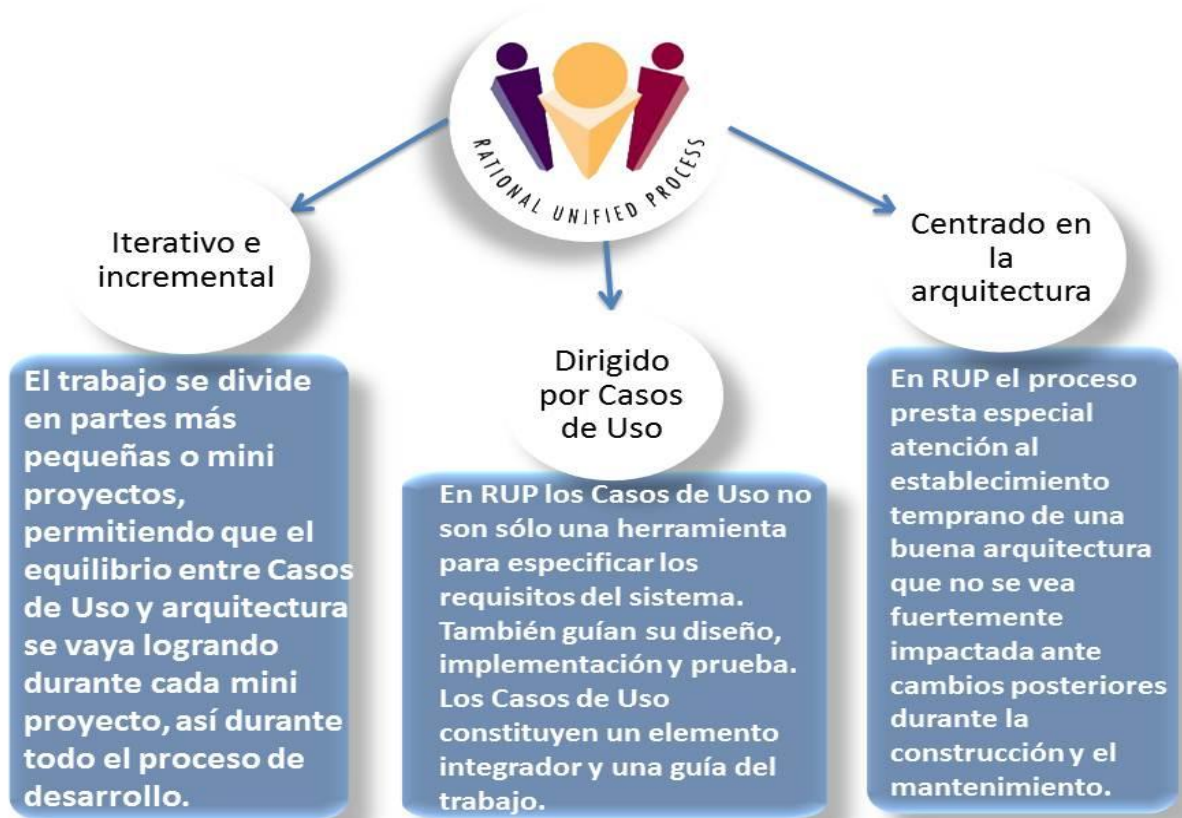 RATIONAL UNIFIED PROCESS
Iterativo e
incremental
El trabajo se divide
en partes más
pequeñas o mini
proyectos,
permitiendo que el
equilibrio entre Casos
de Uso y arquitectura
se vaya logrando
durante cada mini
proyecto, así durante
todo el proceso de
desarrollo.
Dirigido
por Casos
de Uso
En RUP los Casos de Uso no
son sólo una herramienta
para especificar los
requisitos del sistema.
También guían su diseño,
implementación y prueba.
Los Casos de Uso
constituyen un elemento
integrador y una guía del
trabajo.
Centrado en
la
arquitectura
En RUP el proceso
presta especial
atención al
establecimiento
temprano de una
buena arquitectura
que no se vea
fuertemente
impactada ante
cambios posteriores
durante la
construcción y el
mantenimiento.